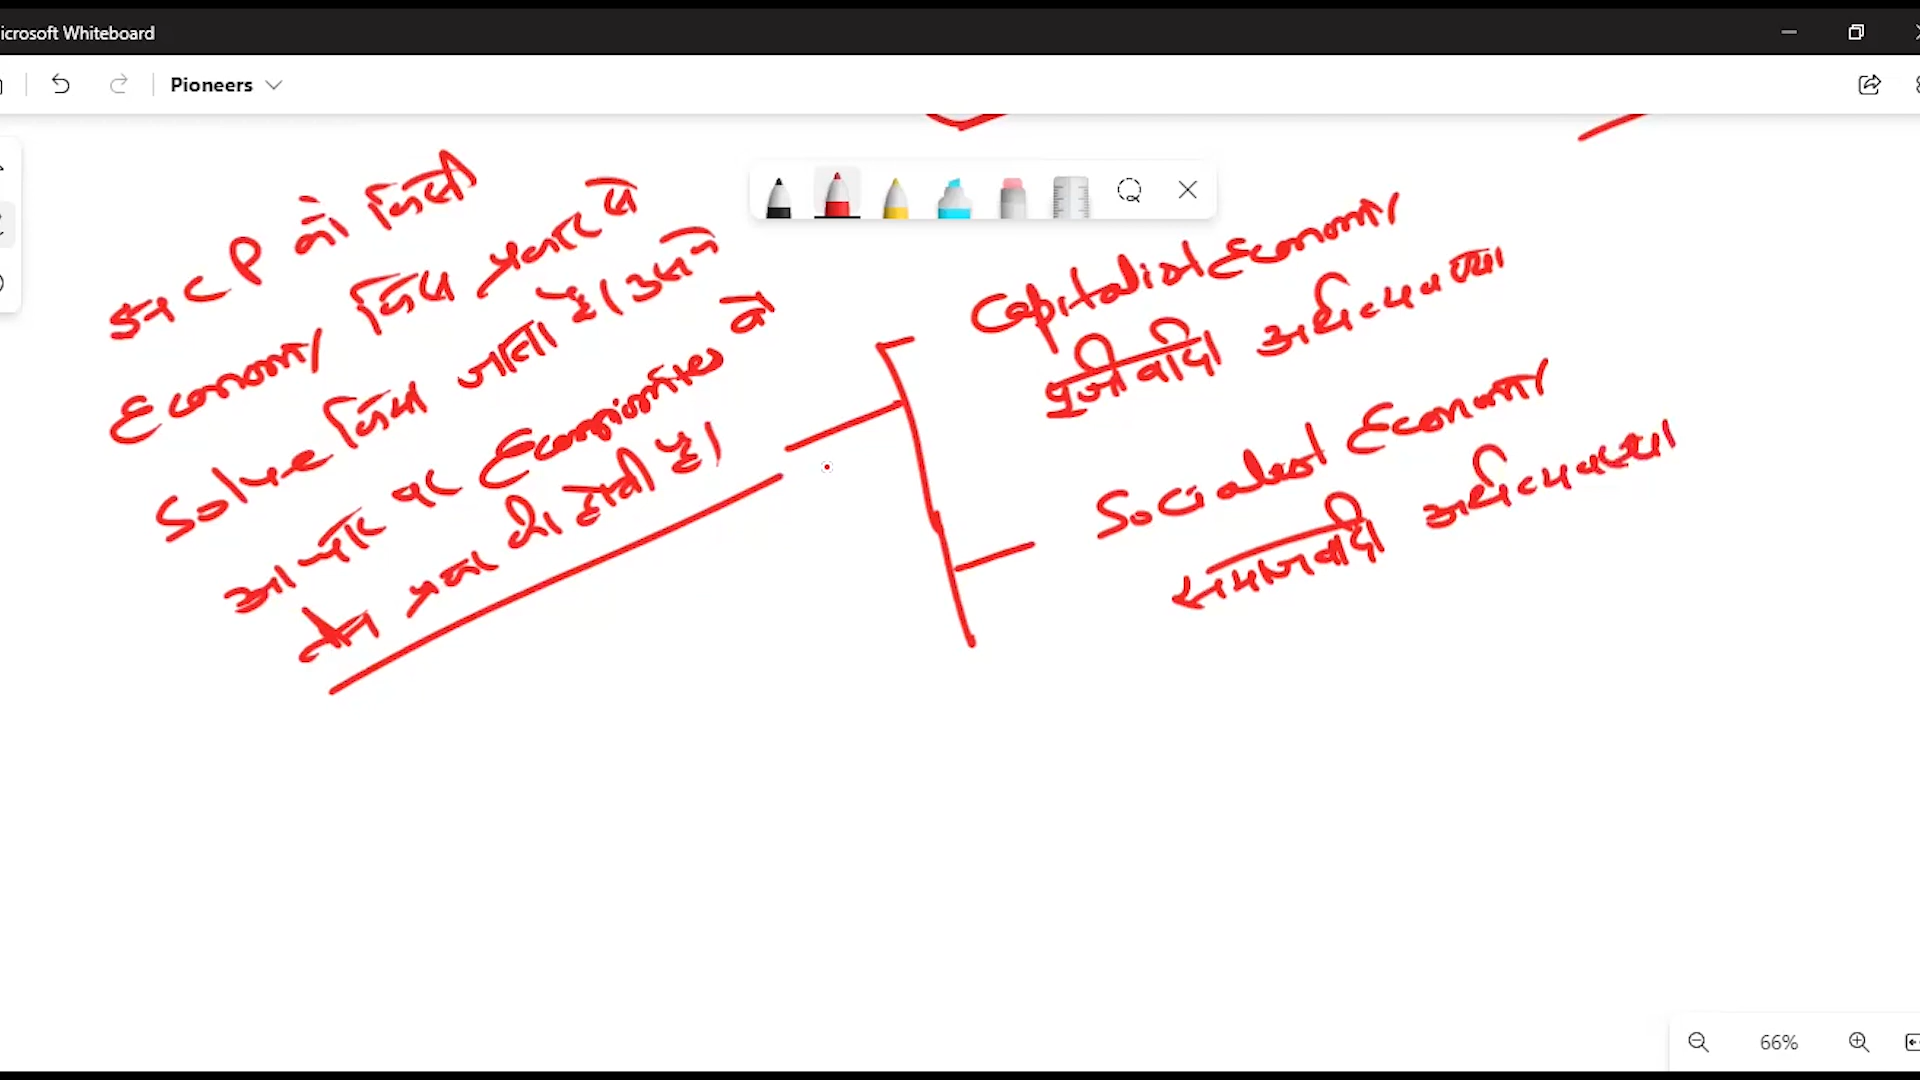 icrosoft Whiteboard
Pioneers
इन CP को किसी
Economy किस प्रकार से
Solve किया जाता है। उसके
आधार पर Economies के
तीन प्रकार की होती है।
Capitalist Economy
पूंजीवादी अर्थव्यवस्था
Socialist Economy
समाजवादी अर्थव्यवस्था
66%